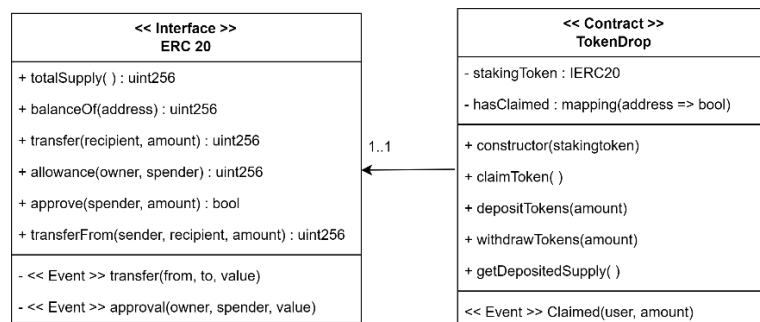 << Interface >>
ERC 20
+ totalSupply( ) : uint256
+ balanceOf(address) : uint256
+ transfer(recipient, amount) : uint256
+ allowance(owner, spender) : uint256
+ approve(spender, amount) : bool
+ transferFrom(sender, recipient, amount) : uint256
- << Event >> transfer(from, to, value)
- << Event >> approval(owner, spender, value)
1..1
<< Contract >>
TokenDrop
- stakingToken : IERC20
- hasClaimed : mapping(address => bool)
+ constructor(stakingtoken)
+ claimToken( )
+ depositTokens(amount)
+ withdrawTokens(amount)
+ getDepositedSupply( )
<< Event >> Claimed(user, amount)